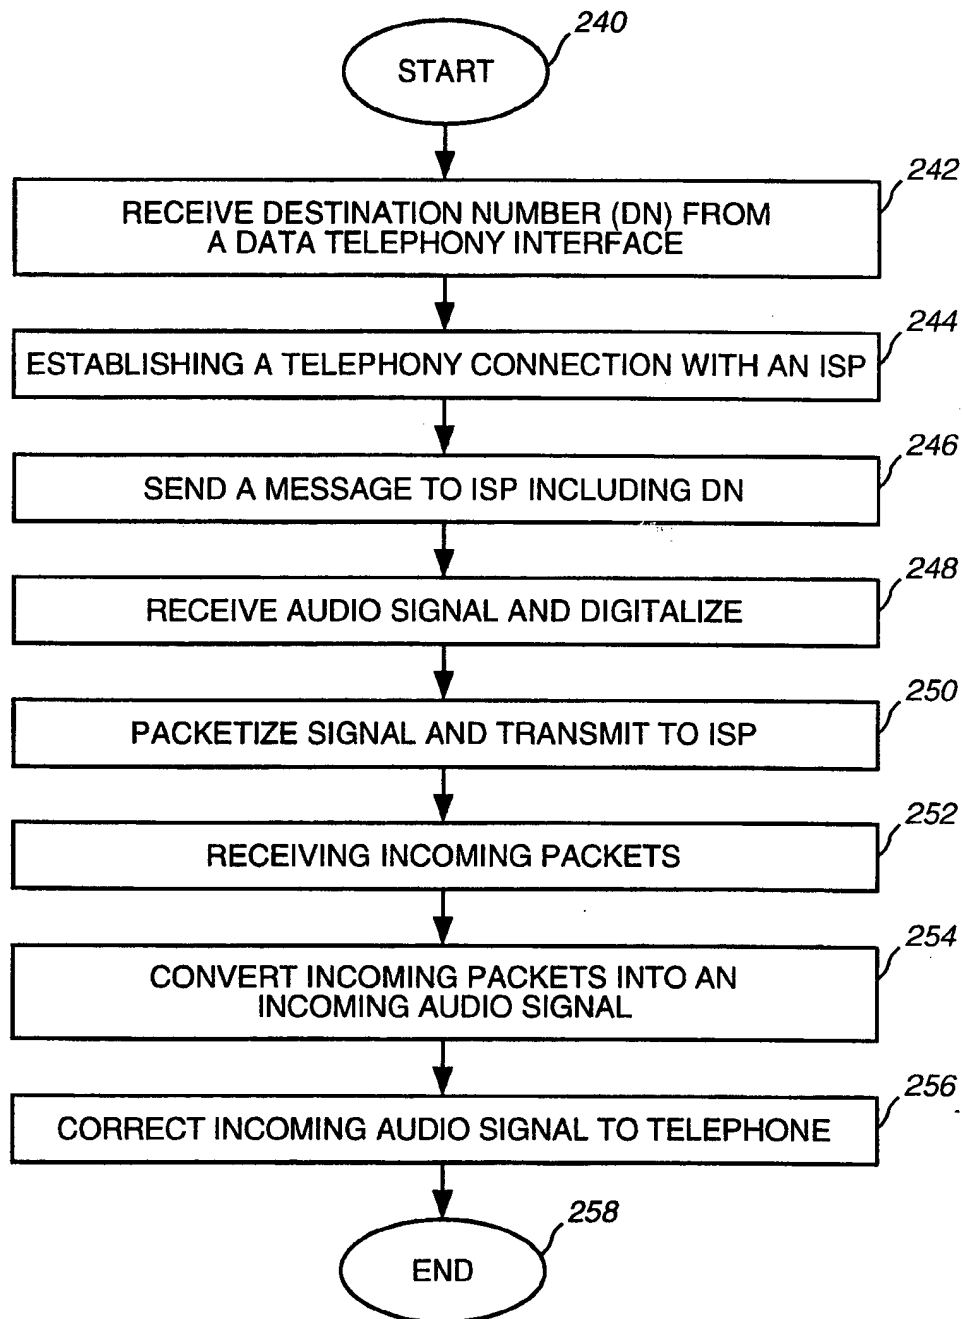 240
START
242
RECEIVE DESTINATION NUMBER (DN) FROM
A DATA TELEPHONY INTERFACE
244
ESTABLISHING A TELEPHONY CONNECTION WITH AN ISP
246
SEND A MESSAGE TO ISP INCLUDING DN
248
RECEIVE AUDIO SIGNAL AND DIGITALIZE
250
PACKETIZE SIGNAL AND TRANSMIT TO ISP
252
RECEIVING INCOMING PACKETS
254
CONVERT INCOMING PACKETS INTO AN
INCOMING AUDIO SIGNAL
256
CORRECT INCOMING AUDIO SIGNAL TO TELEPHONE
258
END